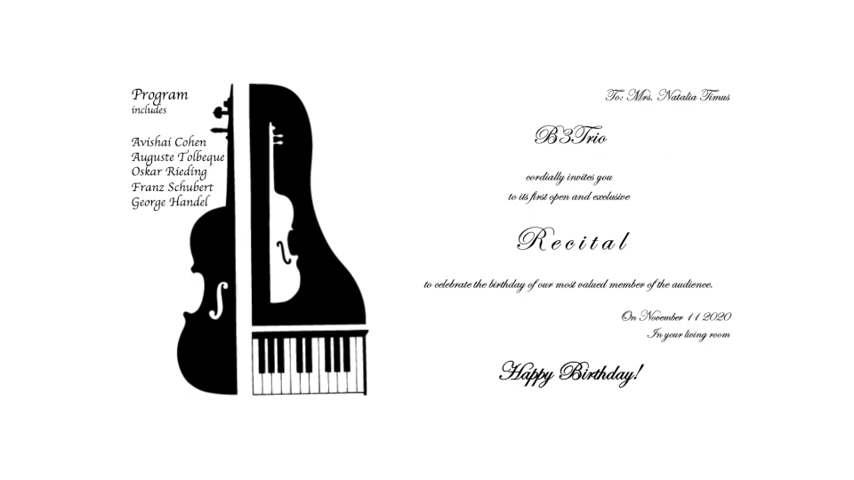 Program
includes
Avishai Cohen
Auguste Tolbeque
Oskar Rieding
Franz Schubert
George Handel
To: Mrs. Natalia Timus
B3Trio
cordially invites you
to its first open and exclusive
Recital
to celebrate the birthday of our most valued member of the audience.
On November 11 2020
In your living room
Happy Birthday!